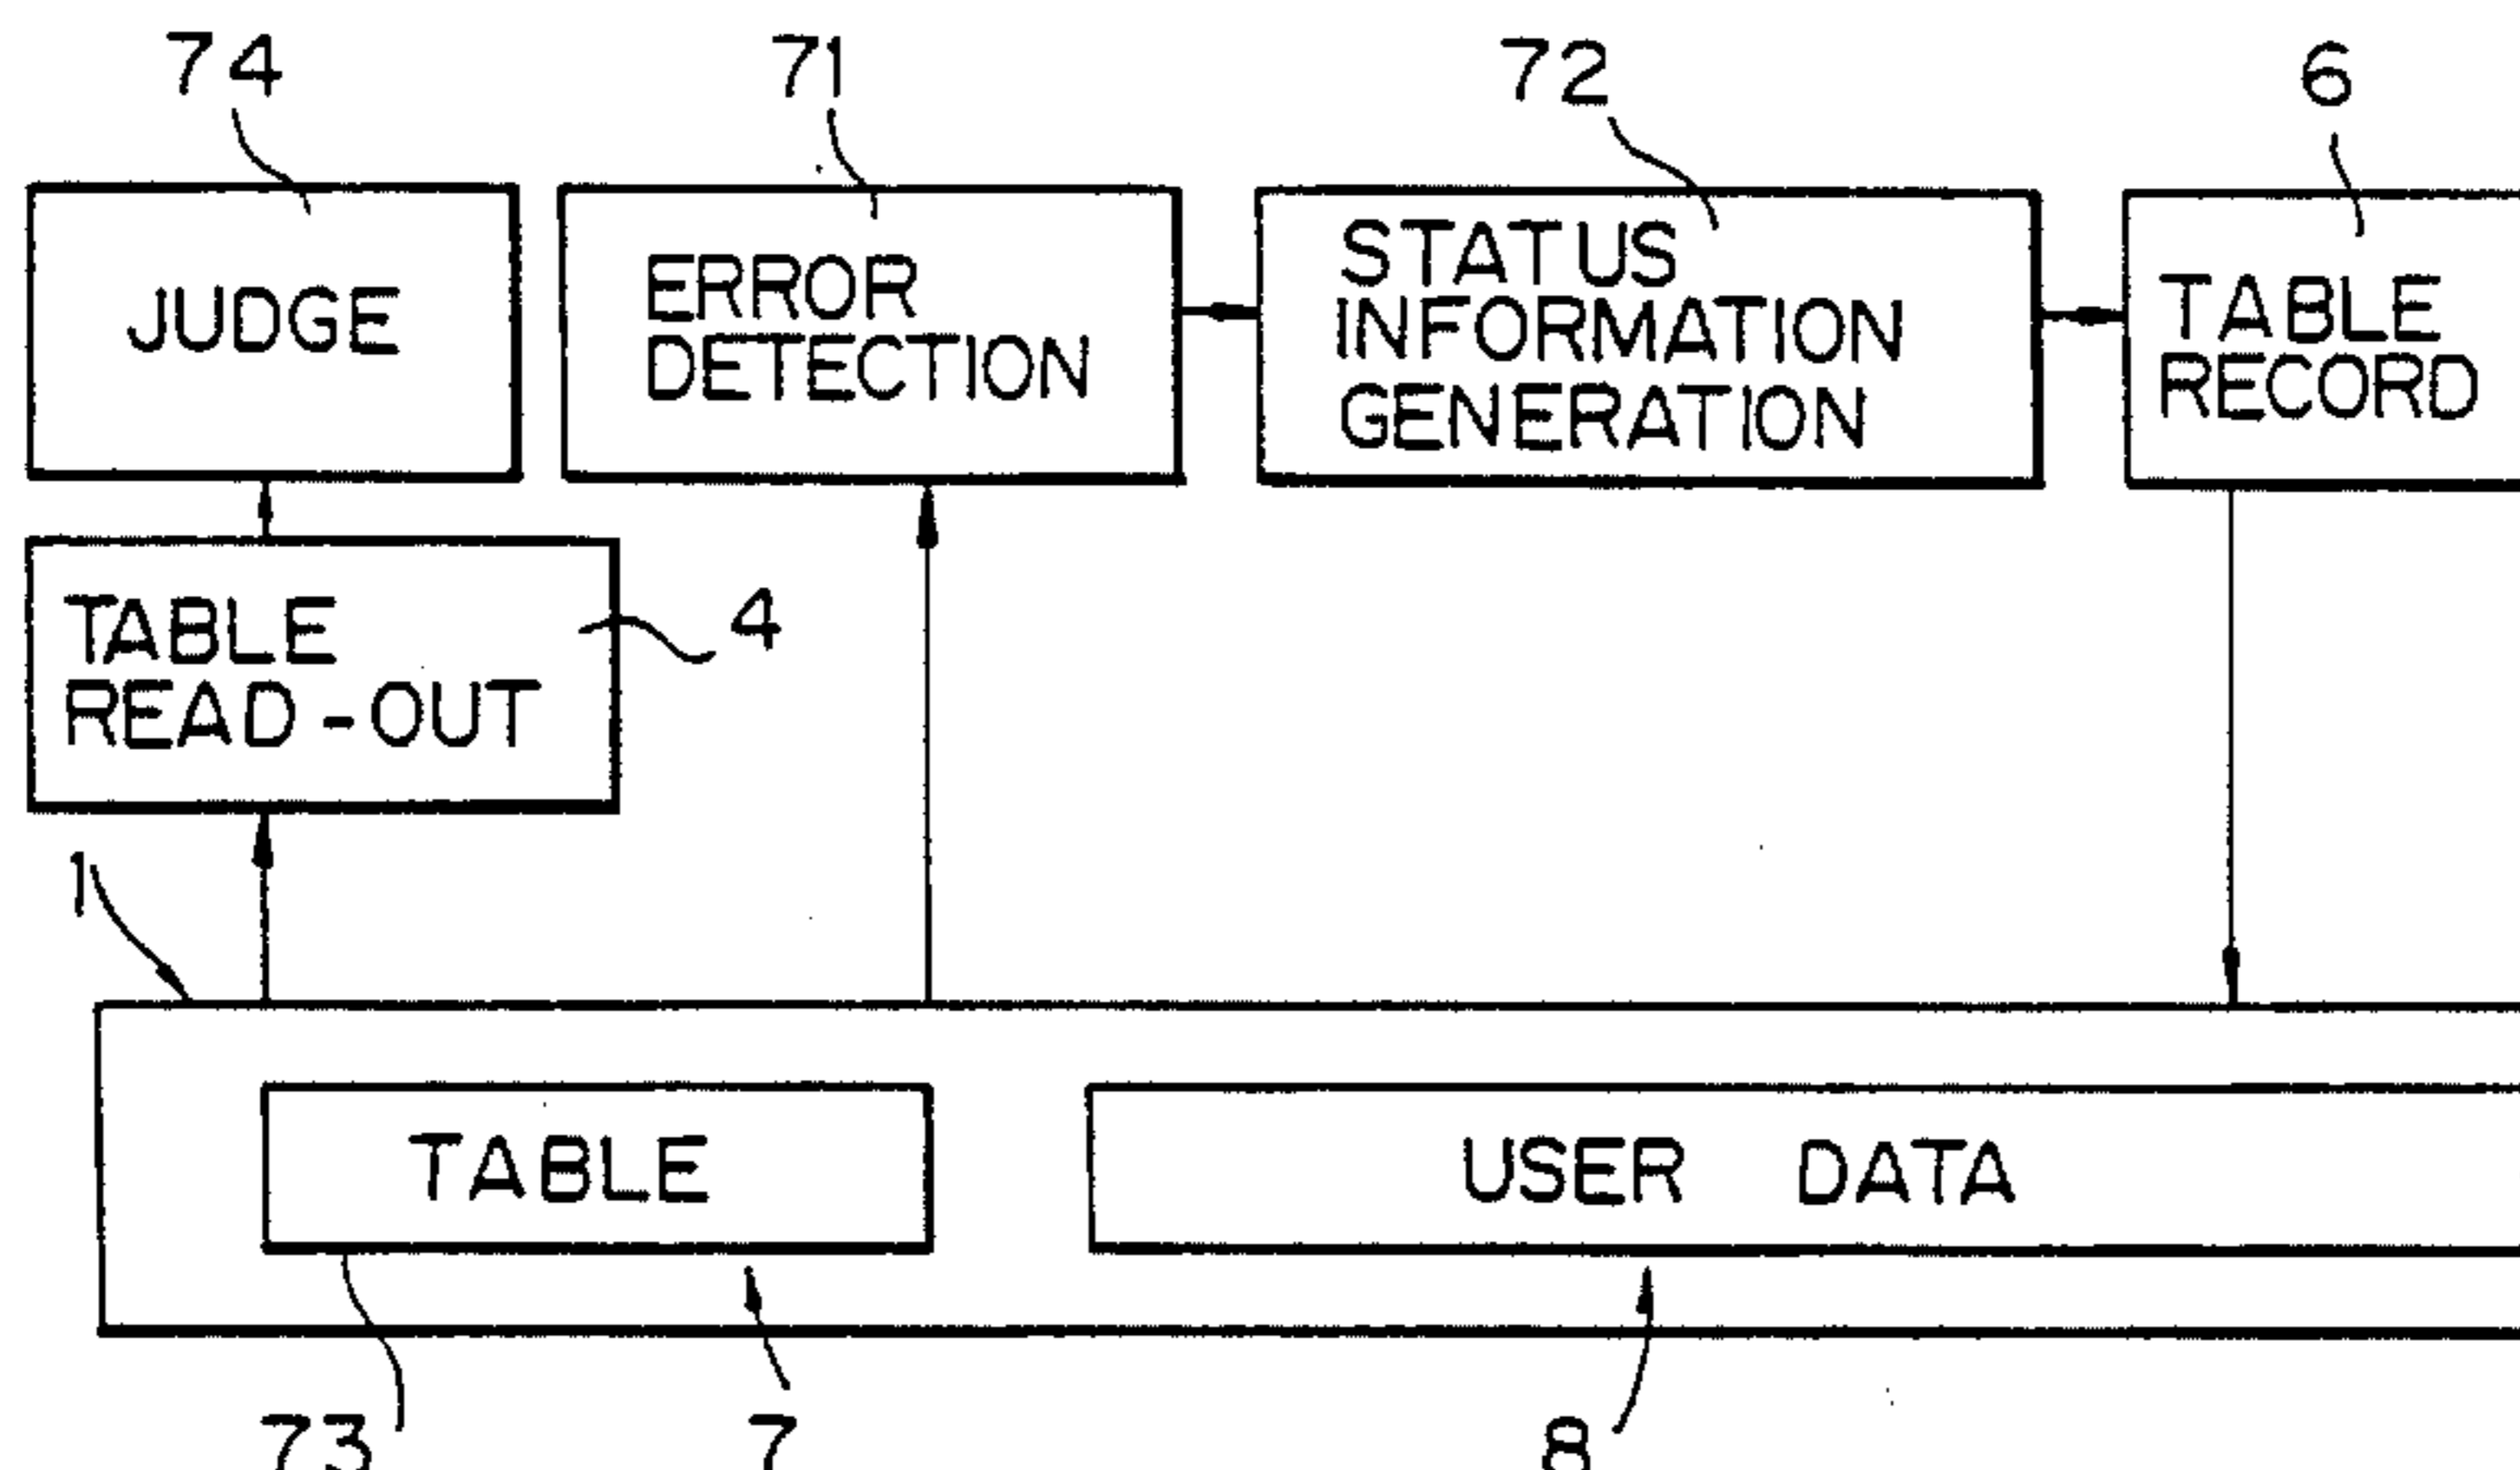 74
71
72
6
JUDGE
ERROR
DETECTION
STATUS
INFORMATION
GENERATION
TABLE
RECORD
TABLE
READ-OUT
4
1
TABLE
USER DATA
73
7
8